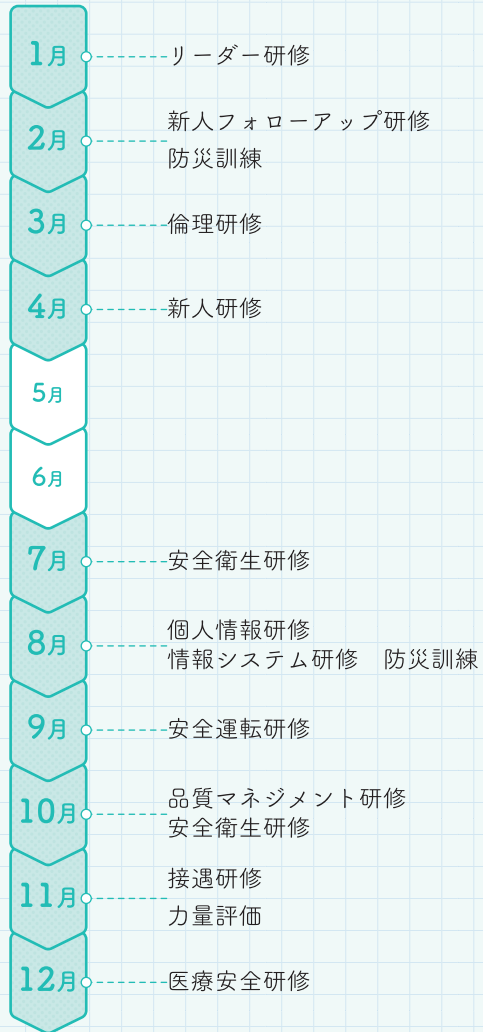 1月 リーダー研修
2月 新人フォローアップ研修
防災訓練
3月 倫理研修
4月 新人研修
5月
6月
7月 安全衛生研修
8月 個人情報研修
情報システム研修　防災訓練
9月 安全運転研修
10月 品質マネジメント研修
安全衛生研修
11月 接遇研修
力量評価
12月 医療安全研修